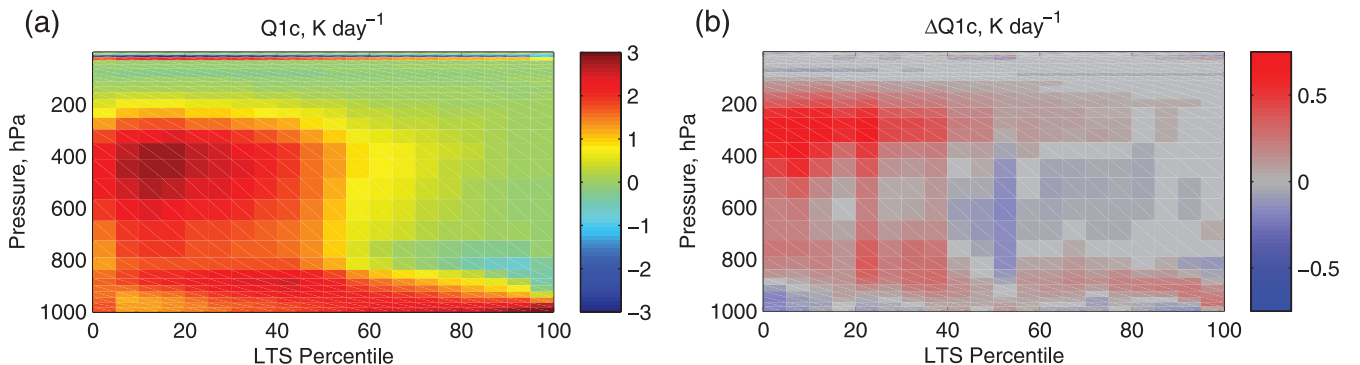 (a)
Q1c, K day⁻¹
Pressure, hPa
200
400
600
800
1000
0 20 40 60 80 100
LTS Percentile
3
2
1
0
−1
−2
−3
(b)
ΔQ1c, K day⁻¹
Pressure, hPa
200
400
600
800
1000
0 20 40 60 80 100
LTS Percentile
0.5
0
−0.5